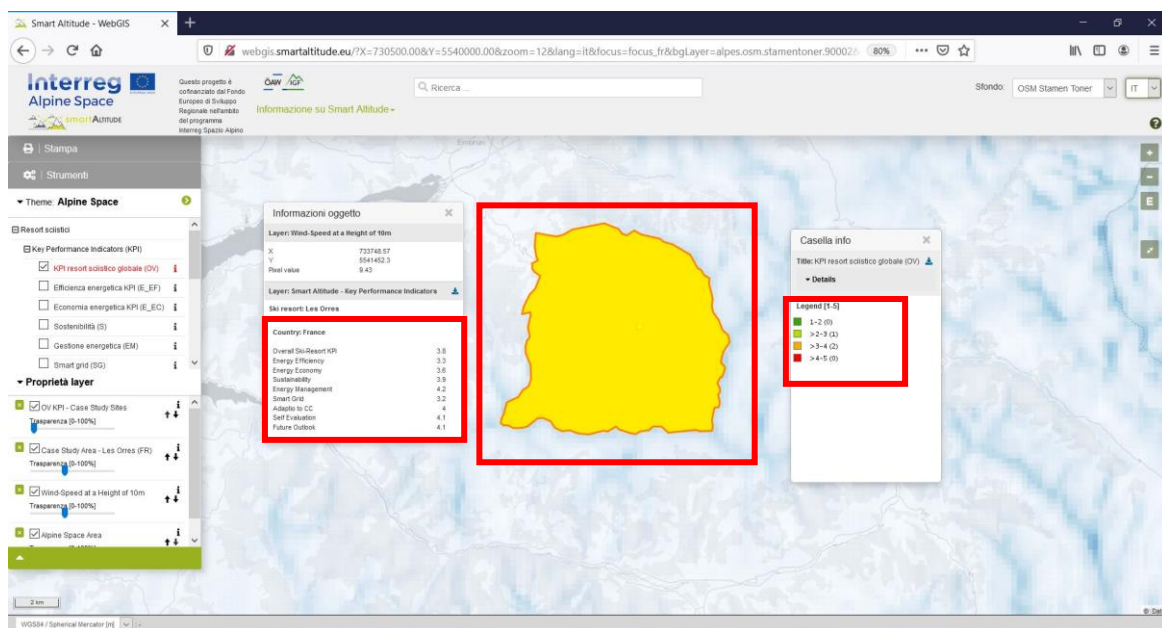 Smart Altitude - WebGIS
webgis.smartaltitude.eu/?X=730500.00&Y=5540000.00&zoom=12&lang=it&focus=focus_fr&bgLayer=alpes.osm.stamentoner.90002
80%
Interreg
Alpine Space
smartALTITUDE
Questo progetto è
cofinanziato dal Fondo
Europeo di Sviluppo
Regionale nell'ambito
del programma
Interreg Spazio Alpino
ÖAW IGF
Informazione su Smart Altitude
Ricerca ...
Sfondo: OSM Stamen Toner
IT
Stampa
Strumenti
Theme: Alpine Space
Resort sciistici
Key Performance Indicators (KPI)
KPI resort sciistico globale (OV) i
Efficienza energetica KPI (E_EF) i
Economia energetica KPI (E_EC) i
Sostenibilità (S) i
Gestione energetica (EM) i
Smart grid (SG) i
Proprietà layer
OV KPI - Case Study Sites i
Trasparenza [0-100%]
Case Study Area - Les Orres (FR) i
Trasparenza [0-100%]
Wind-Speed at a Height of 10m i
Trasparenza [0-100%]
Alpine Space Area i
2 km
WGS84 / Spherical Mercator [m]
Embrun
Informazioni oggetto
Layer: Wind-Speed at a Height of 10m
X 733748.57
Y 5541452.3
Pixel value 9.43
Layer: Smart Altitude - Key Performance Indicators
Ski resort: Les Orres
Country: France
Overall Ski-Resort KPI 3.8
Energy Efficiency 3.3
Energy Economy 3.6
Sustainability 3.9
Energy Management 4.2
Smart Grid 3.2
Adaptio to CC 4
Self Evaluation 4.1
Future Outlook 4.1
Casella info
Title: KPI resort sciistico globale (OV)
Details
Legend [1-5]
1-2 (0)
>2-3 (1)
>3-4 (2)
>4-5 (0)
E
© Dat